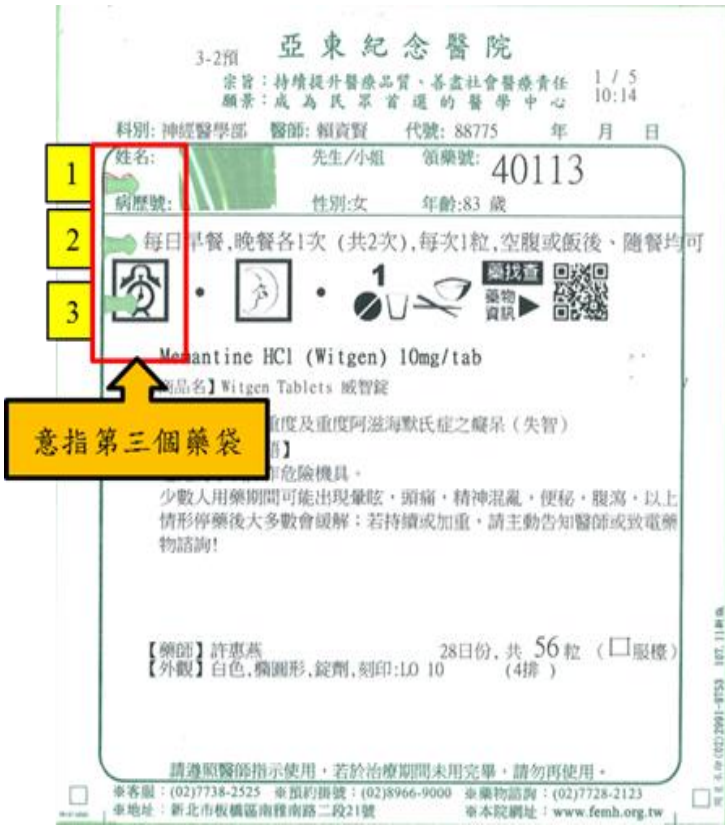 3-2預
亞東紀念醫院
宗旨：持續提升醫療品質、善盡社會醫療責任
願景：成為民眾首選的醫學中心
1 / 5
10:14
科別: 神經醫學部 醫師: 賴資賢 代號: 88775 年 月 日
姓名: 先生/小姐 領藥號: 40113
病歷號: 性別:女 年齡:83 歲
1
2
3
每日早餐,晚餐各1次 (共2次),每次1粒,空腹或飯後、隨餐均可
1
藥找查
藥物
資訊
Memantine HCl (Witgen) 10mg/tab
商品名】Witgen Tablets 威智錠
意指第三個藥袋
重度及重度阿滋海默氏症之癡呆 (失智)
危險機具。
少數人用藥期間可能出現暈眩，頭痛，精神混亂，便秘，腹瀉，以上
情形停藥後大多數會緩解；若持續或加重，請主動告知醫師或致電藥
物諮詢!
【藥師】許惠燕 28日份, 共 56 粒 (口服檯)
【外觀】白色,橢圓形,錠劑,刻印:LO 10 (4排 )
請遵照醫師指示使用，若於治療期間未用完畢，請勿再使用。
※客服：(02)7738-2525 ※預約掛號：(02)8966-9000 ※藥物諮詢：(02)7728-2123
※地址：新北市板橋區南雅南路二段21號 ※本院網址：www.femh.org.tw
(02)2991-9753 107.11